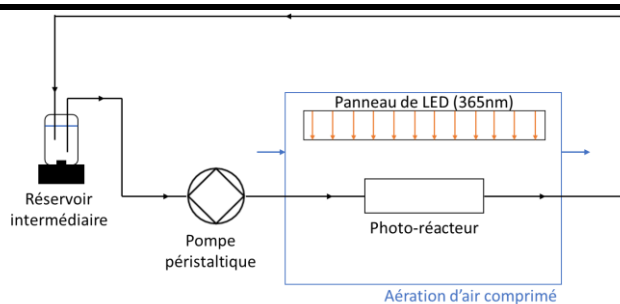 Panneau de LED (365nm)
Réservoir
intermédiaire
Pompe
péristaltique
Photo-réacteur
Aération d'air comprimé